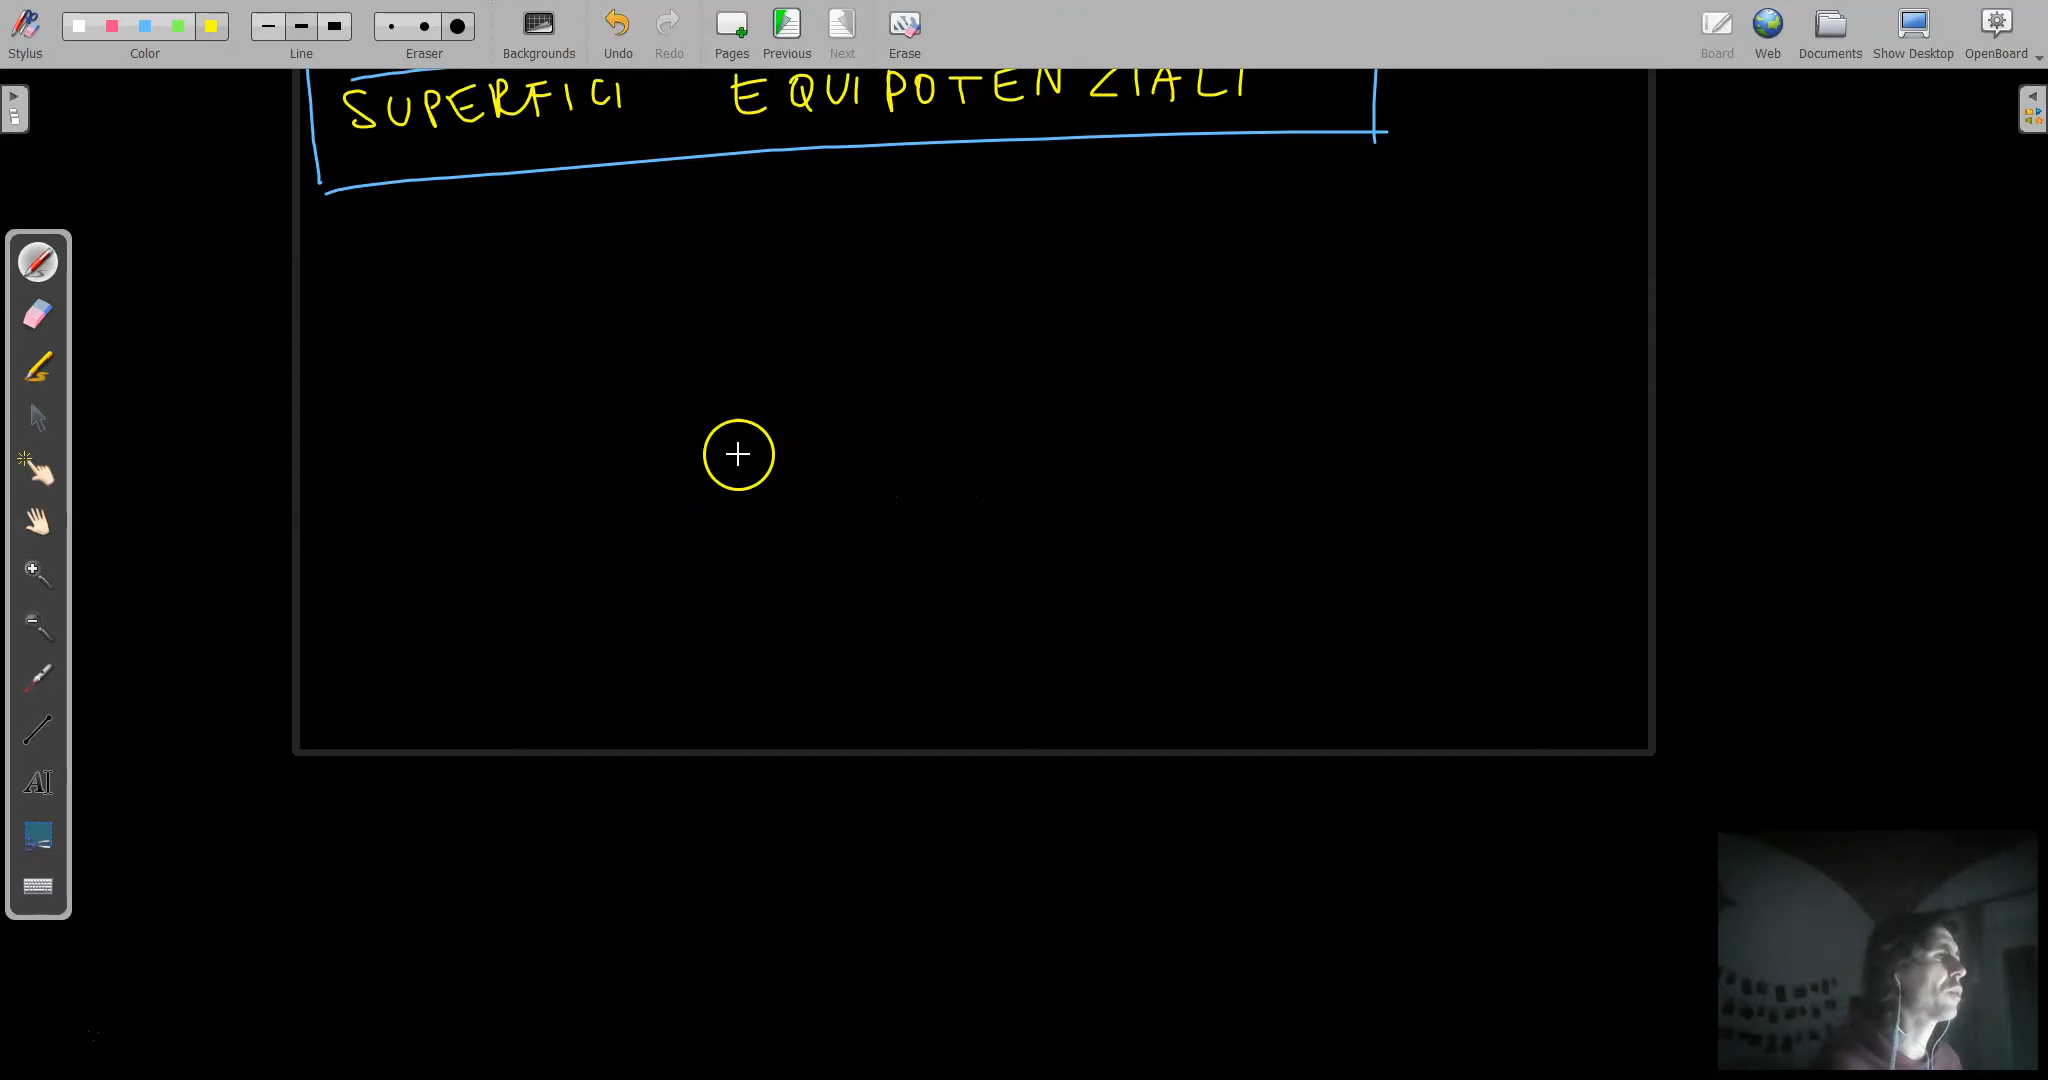 Stylus Color Line Eraser Backgrounds Undo Redo Pages Previous Next Erase Board Web Documents Show Desktop OpenBoard
SUPERFICI EQUIPOTENZIALI
AI